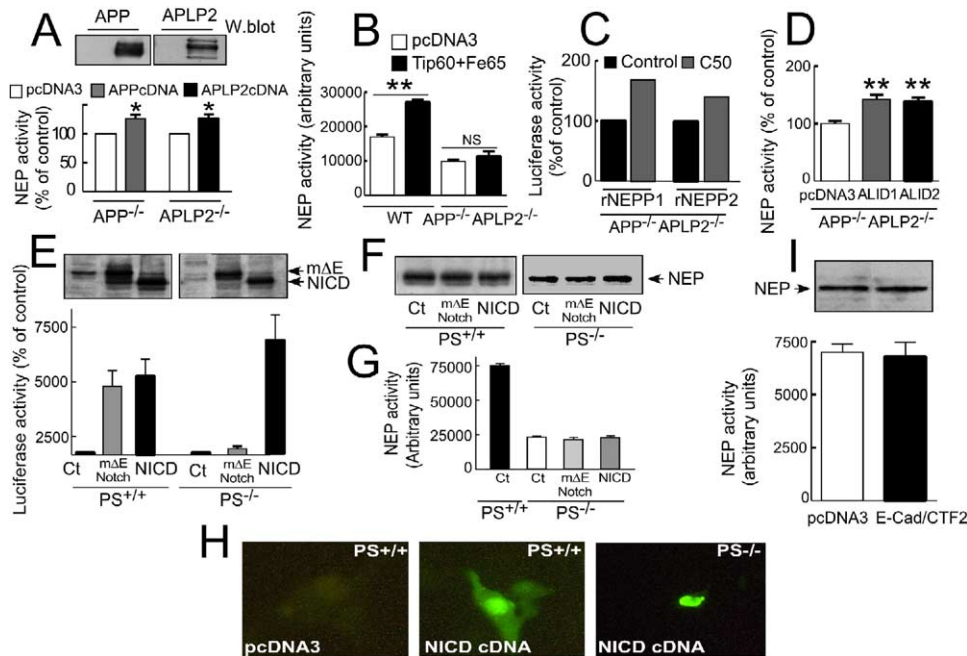 A
APP APLP2 W.blot
pcDNA3 APPcDNA APLP2cDNA
NEP activity
(% of control)
100
* *
APP-/- APLP2-/-
B
NEP activity (arbitrary units)
pcDNA3
Tip60+Fe65
30000
20000
10000
0
**
NS
WT APP-/- APLP2-/-
C
Luciferase activity
(%of control)
Control C50
200
100
0
rNEPP1 rNEPP2
APP-/- APLP2-/-
D
NEP activity (% of control)
200
150
100
50
0
** **
pcDNA3 ALID1 ALID2
APP-/- APLP2-/-
E
mΔE
NICD
Luciferase activity (% of control)
7500
5000
2500
Ct mΔE Notch NICD Ct mΔE Notch NICD
PS+/+ PS-/-
F
NEP
Ct mΔE Notch NICD Ct mΔE Notch NICD
PS+/+ PS-/-
G
NEP activity
(Arbitrary units)
75000
50000
25000
0
Ct Ct mΔE Notch NICD
PS+/+ PS-/-
I
NEP
NEP activity
(arbitrary units)
7500
5000
2500
0
pcDNA3 E-Cad/CTF2
H
PS+/+ PS+/+ PS-/-
pcDNA3 NICD cDNA NICD cDNA